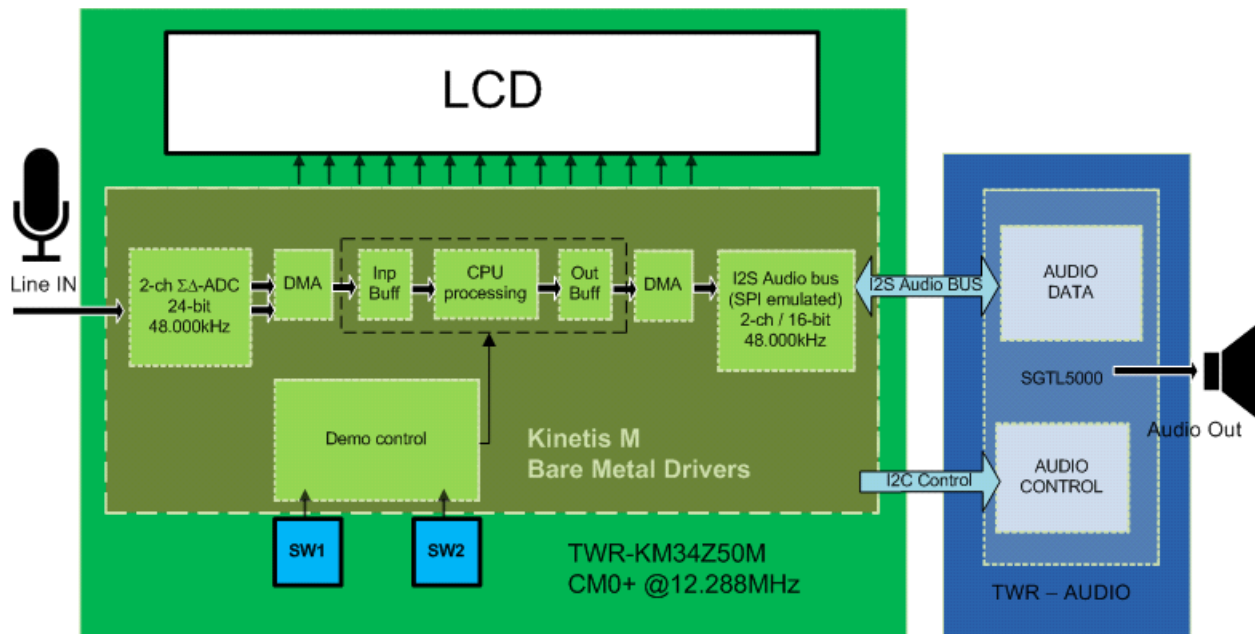 LCD
Line IN
2-ch ΣΔ-ADC
24-bit
48.000kHz
DMA
Inp
Buff
CPU
processing
Out
Buff
DMA
I2S Audio bus
(SPI emulated)
2-ch / 16-bit
48.000kHz
I2S Audio BUS
AUDIO
DATA
SGTL5000
Audio Out
Demo control
Kinetis M
Bare Metal Drivers
I2C Control
AUDIO
CONTROL
SW1
SW2
TWR-KM34Z50M
CM0+ @12.288MHz
TWR – AUDIO